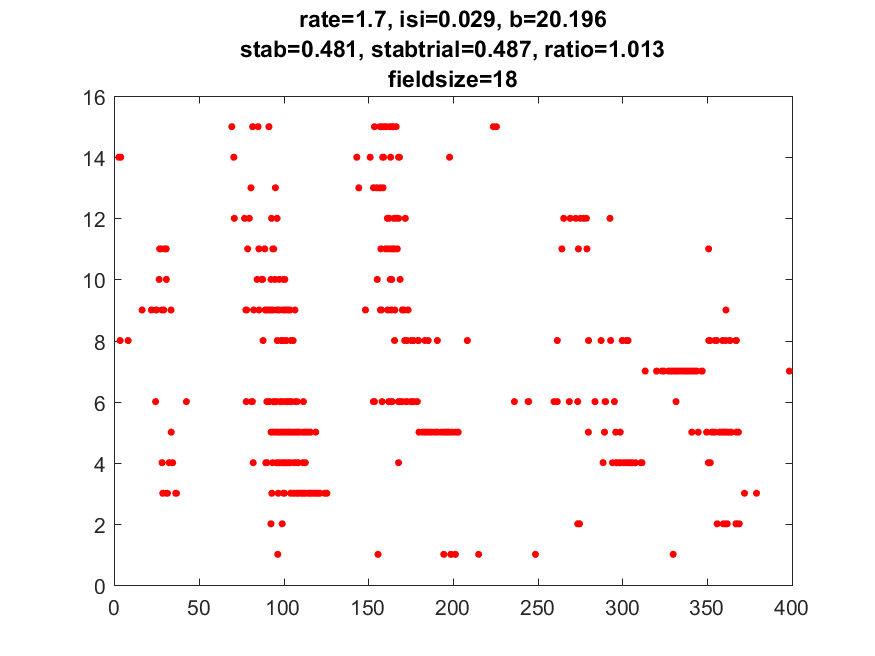 rate=1.7, isi=0.029, b=20.196
stab=0.481, stabtrial=0.487, ratio=1.013
fieldsize=18
16
14
12
10
8
6
4
2
0
0 50 100 150 200 250 300 350 400